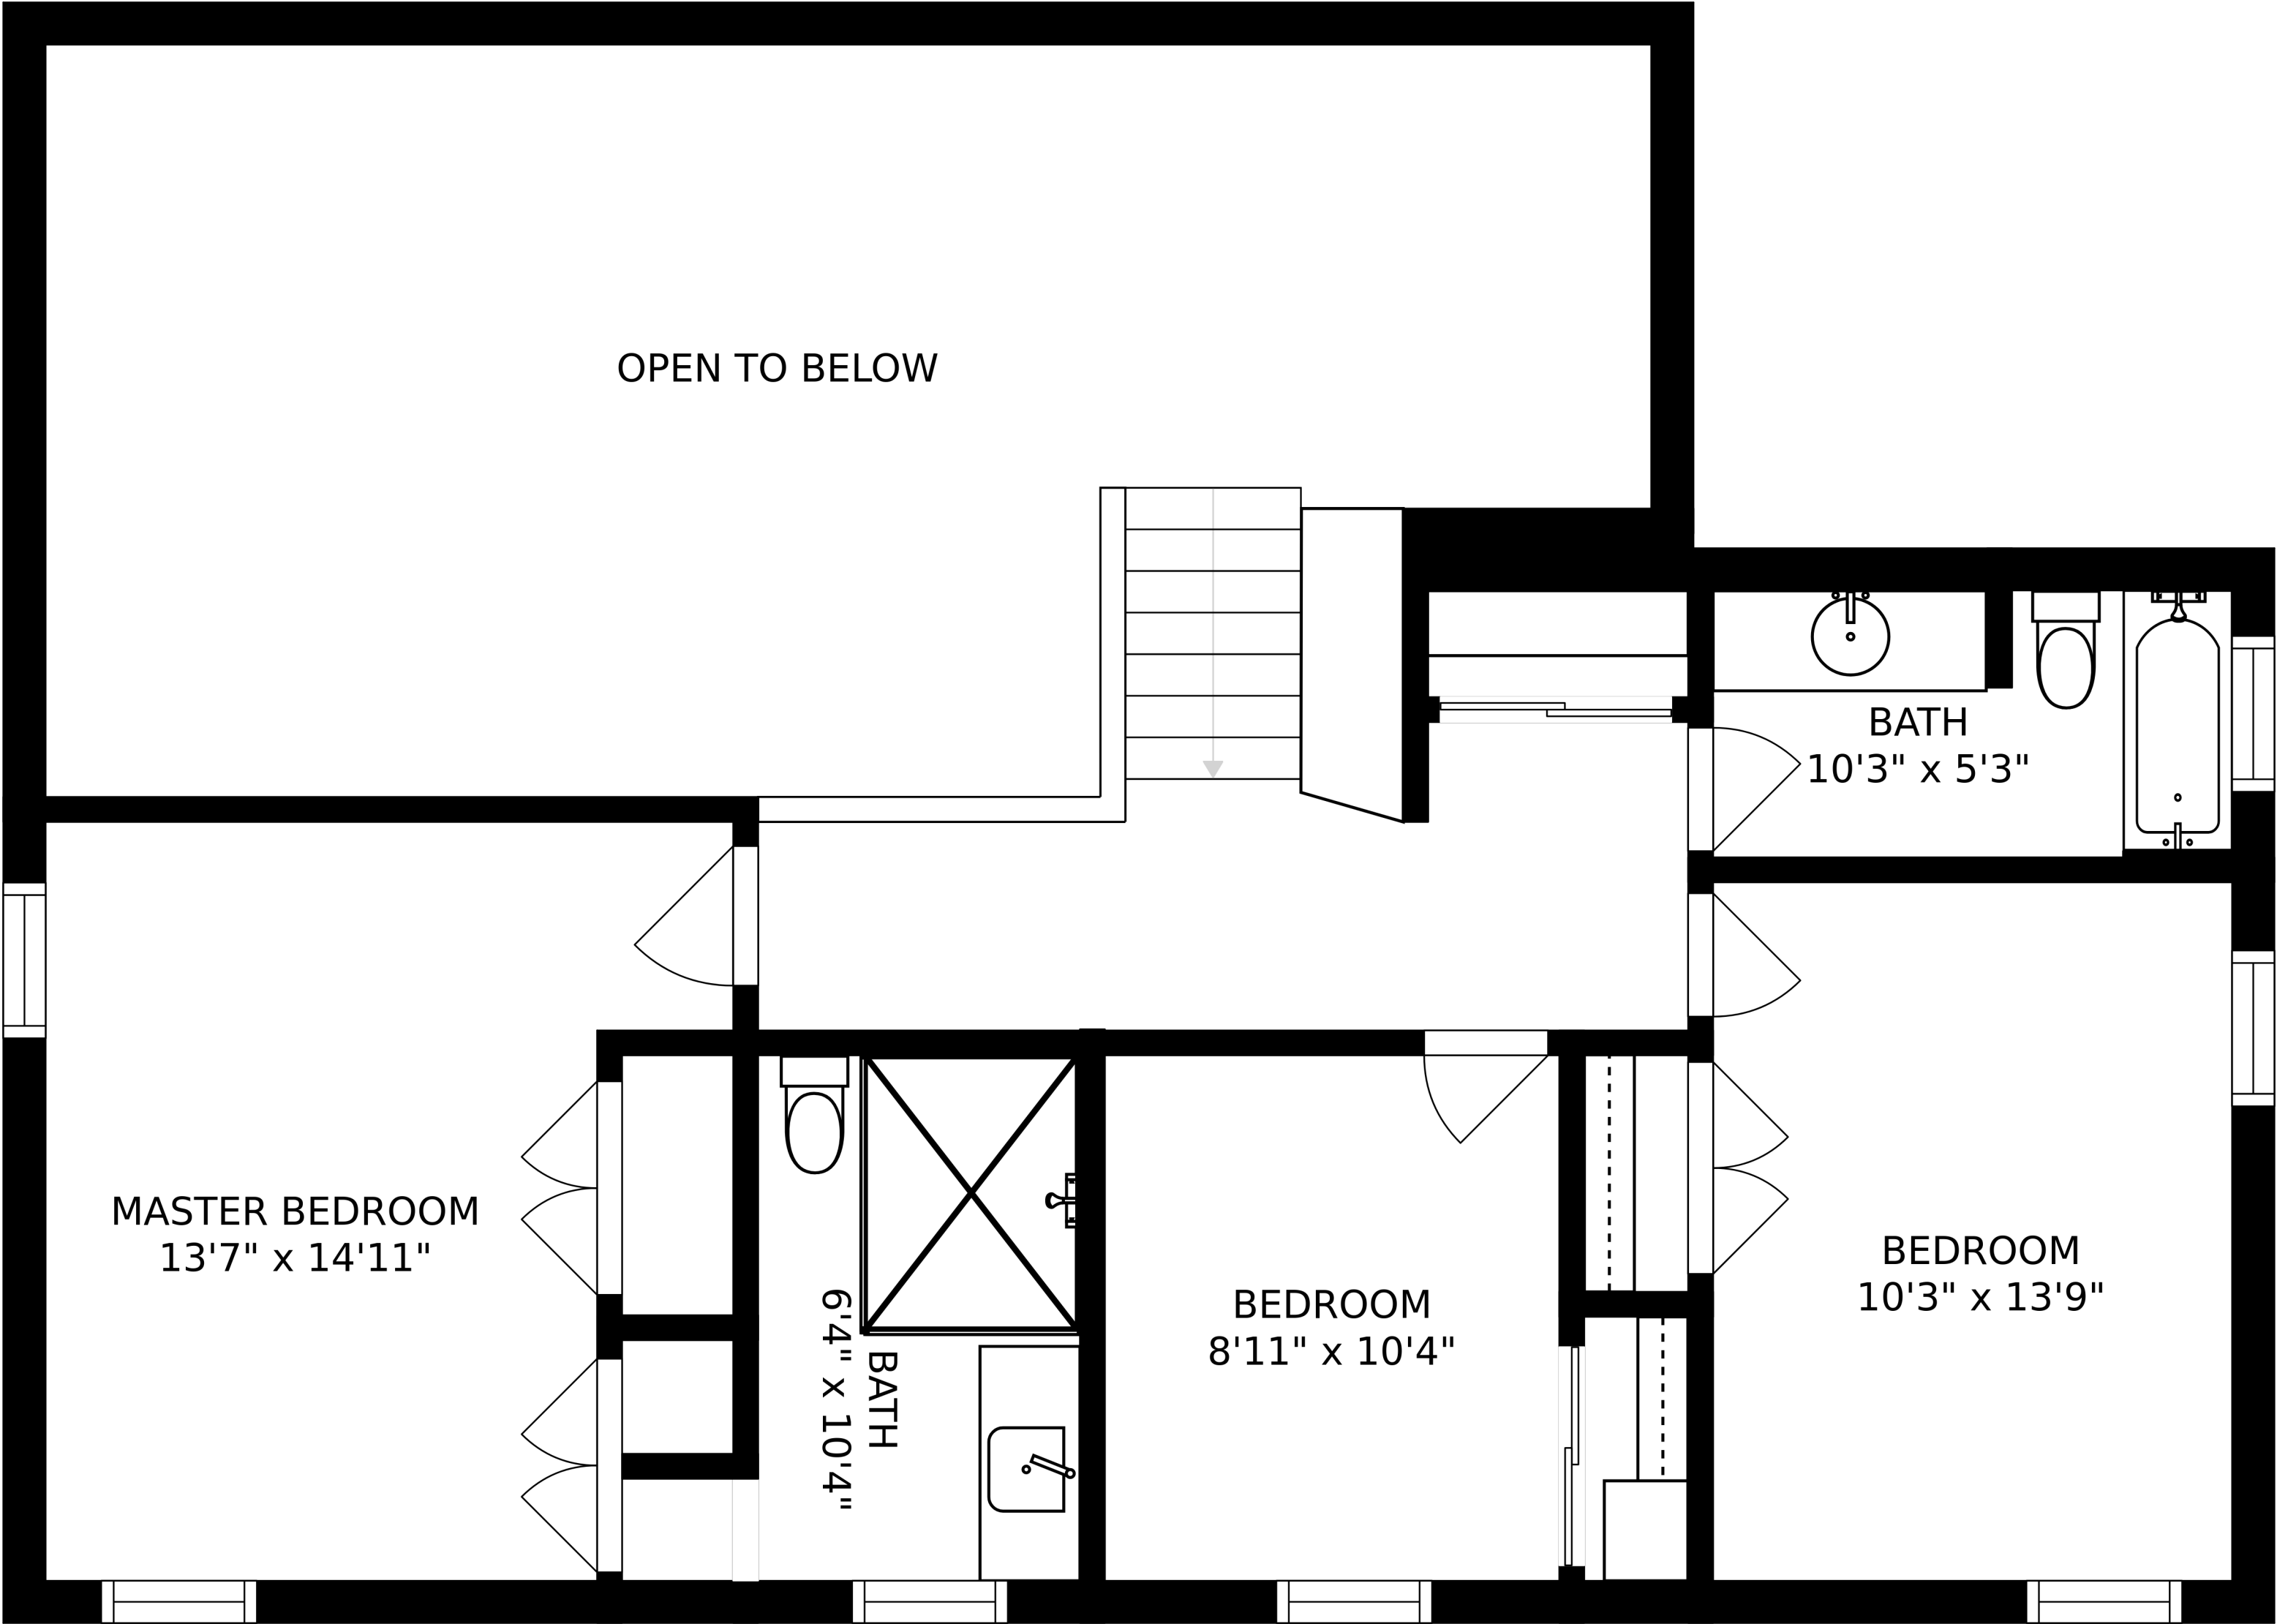 OPEN TO BELOW
BATH
10'3" x 5'3"
MASTER BEDROOM
13'7" x 14'11"
BATH
6'4" x 10'4"
BEDROOM
8'11" x 10'4"
BEDROOM
10'3" x 13'9"